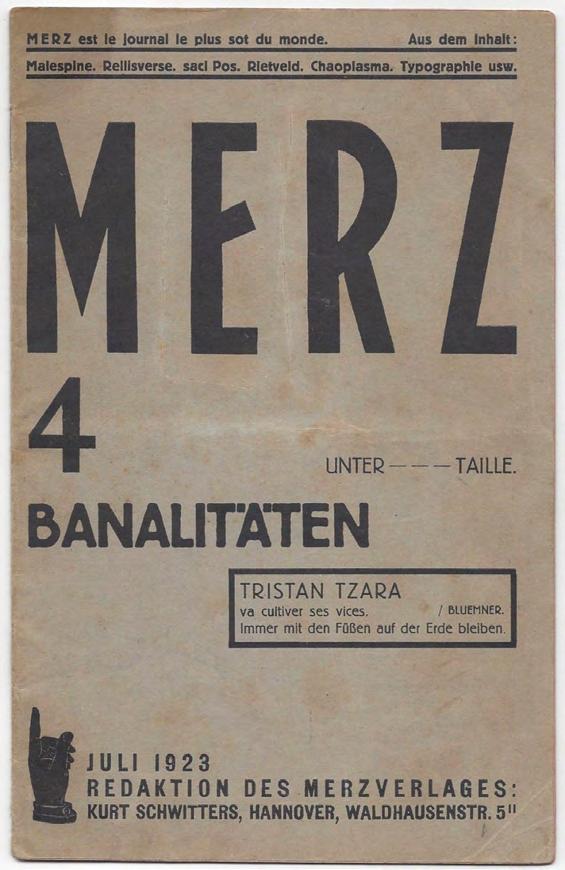 MERZ est le journal le plus sot du monde. Aus dem Inhalt:
Malespine. Reilisverse. saci Pos. Rietveld. Chaoplasma. Typographie usw.
MERZ
4
UNTER — — — TAILLE.
BANALITÄTEN
TRISTAN TZARA
va cultiver ses vices. / BLUEMNER.
Immer mit den Füßen auf der Erde bleiben.
JULI 1923
REDAKTION DES MERZVERLAGES:
KURT SCHWITTERS, HANNOVER, WALDHAUSENSTR. 5"